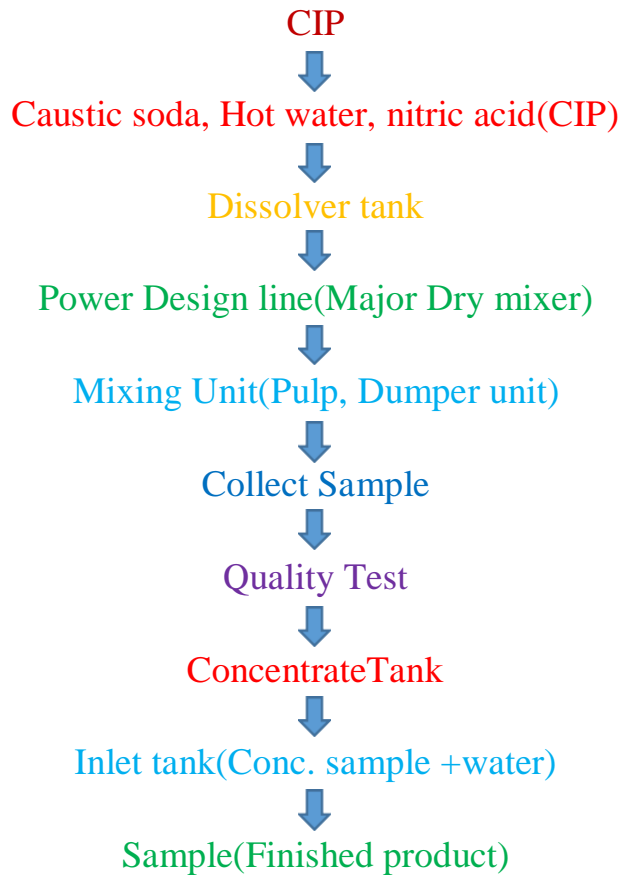 CIP
Caustic soda, Hot water, nitric acid(CIP)
Dissolver tank
Power Design line(Major Dry mixer)
Mixing Unit(Pulp, Dumper unit)
Collect Sample
Quality Test
ConcentrateTank
Inlet tank(Conc. sample +water)
Sample(Finished product)